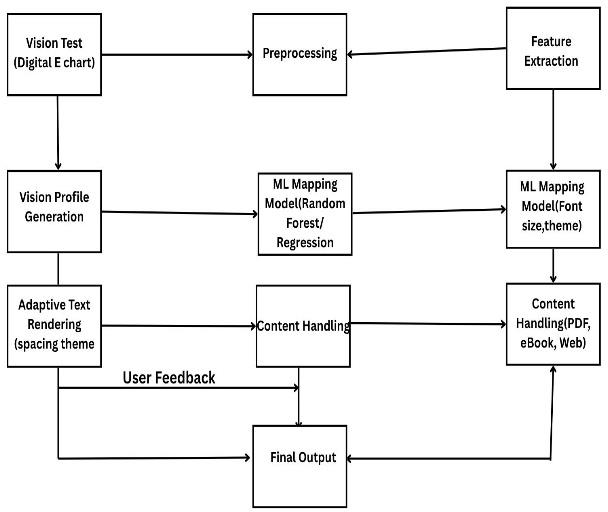 Vision Test
(Digital E chart)
Preprocessing
Feature
Extraction
Vision Profile
Generation
ML Mapping
Model(Random
Forest/
Regression
ML Mapping
Model(Font
size,theme)
Adaptive Text
Rendering
(spacing theme
Content Handling
Content
Handling(PDF,
eBook, Web)
User Feedback
Final Output